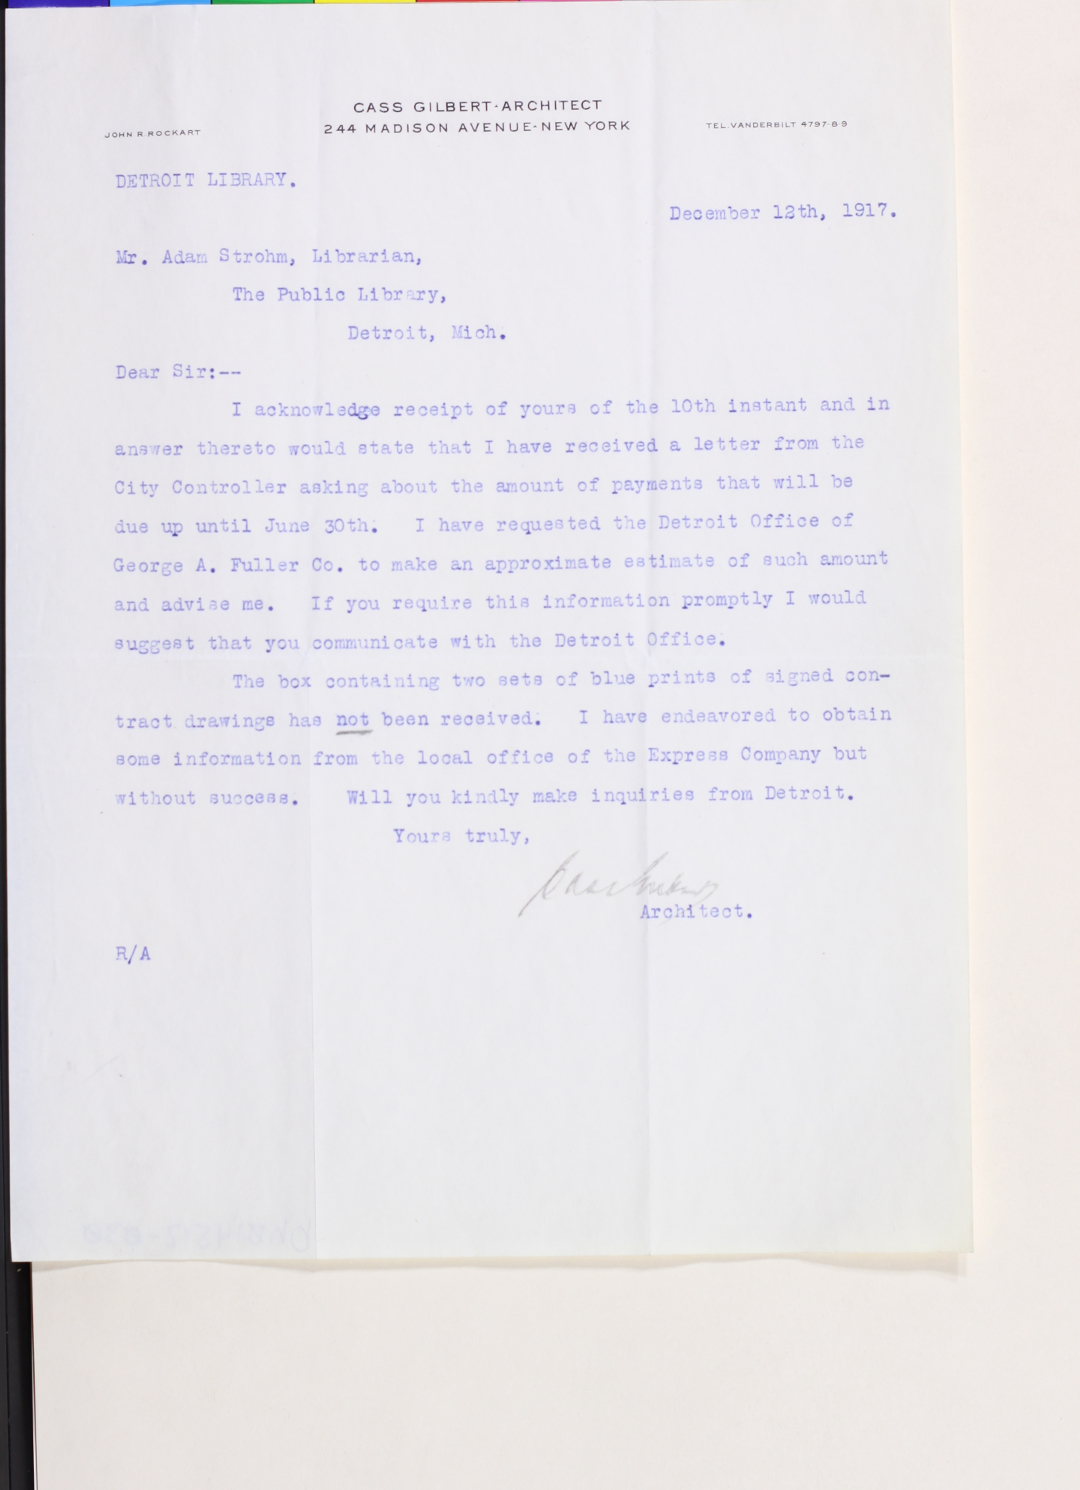 CASS GILBERT-ARCHITECT
244 MADISON AVENUE-NEW YORK
JOHN R. ROCKART
TEL. VANDERBILT 4797-8-9
DETROIT LIBRARY.
December 12th, 1917.
Mr. Adam Strohm, Librarian,
The Public Library,
Detroit, Mich.
Dear Sir:--
I acknowledge receipt of yours of the 10th instant and in
answer thereto would state that I have received a letter from the
City Controller asking about the amount of payments that will be
due up until June 30th. I have requested the Detroit Office of
George A. Fuller Co. to make an approximate estimate of such amount
and advise me. If you require this information promptly I would
suggest that you communicate with the Detroit Office.
The box containing two sets of blue prints of signed con-
tract drawings has not been received. I have endeavored to obtain
some information from the local office of the Express Company but
without success. Will you kindly make inquiries from Detroit.
Yours truly,
Cass Gilbert
Architect.
R/A